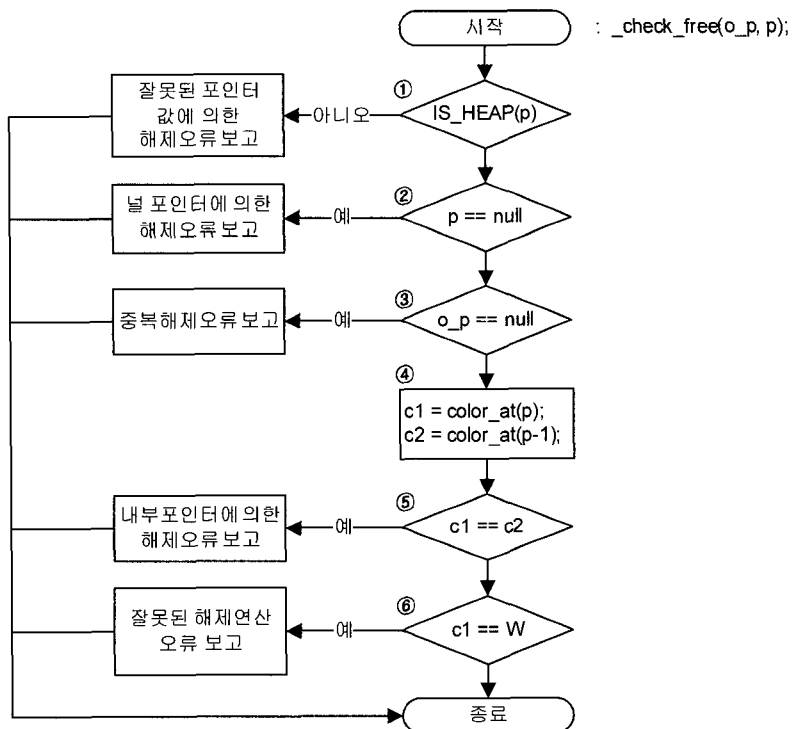 시작
: _check_free(o_p, p);
①
IS_HEAP(p)
아니오
잘못된 포인터
값에 의한
해제오류보고
②
p == null
예
널 포인터에 의한
해제오류보고
③
o_p == null
예
중복해제오류보고
④
c1 = color_at(p);
c2 = color_at(p-1);
⑤
c1 == c2
예
내부포인터에의한
해제오류보고
⑥
c1 == W
예
잘못된 해제연산
오류 보고
종료